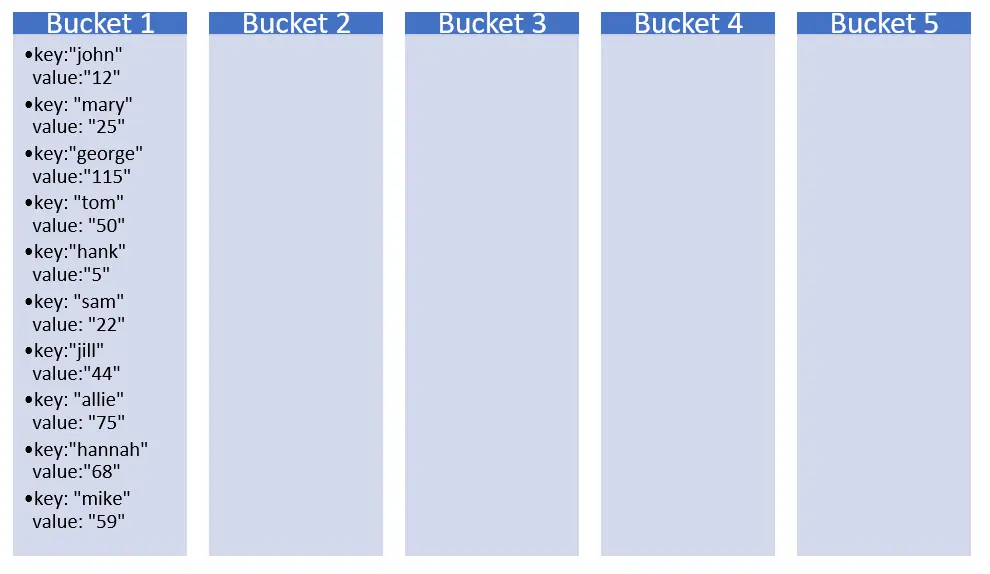 Bucket 1
Bucket 2
Bucket 3
Bucket 4
Bucket 5
•key:"john"
value:"12"
•key: "mary"
value: "25"
•key:"george"
value:"115"
•key: "tom"
value: "50"
•key:"hank"
value:"5"
•key: "sam"
value: "22"
•key:"jill"
value:"44"
•key: "allie"
value: "75"
•key:"hannah"
value:"68"
•key: "mike"
value: "59"